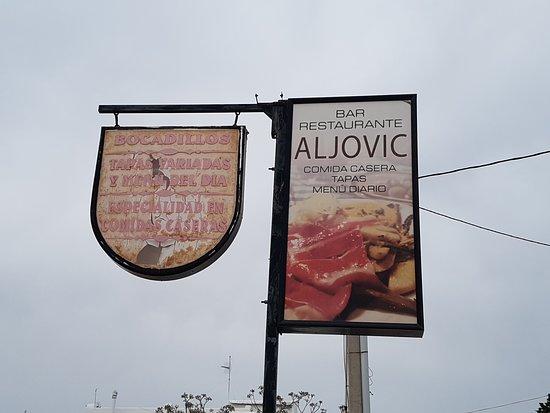 BOCADILLOS
TAPAS VARIADAS
Y MENU DEL DIA
ESPECIALIDAD EN
COMIDAS CASERAS
BAR
RESTAURANTE
ALJOVIC
COMIDA CASERA
TAPAS
MENÚ DIARIO